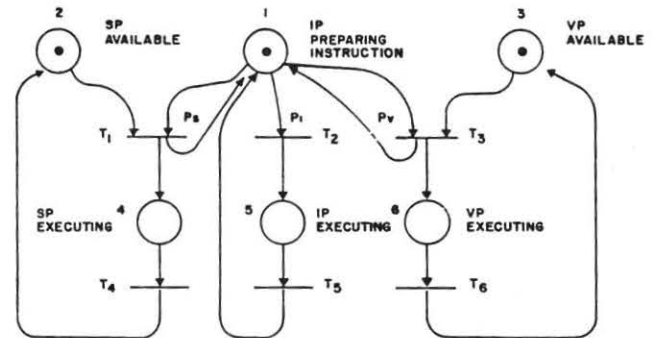 2
SP
AVAILABLE
1
IP
PREPARING
INSTRUCTION
3
VP
AVAILABLE
T1
Ps
Pı
T2
Pv
T3
SP
EXECUTING
4
5
IP
EXECUTING
6
VP
EXECUTING
T4
T5
T6